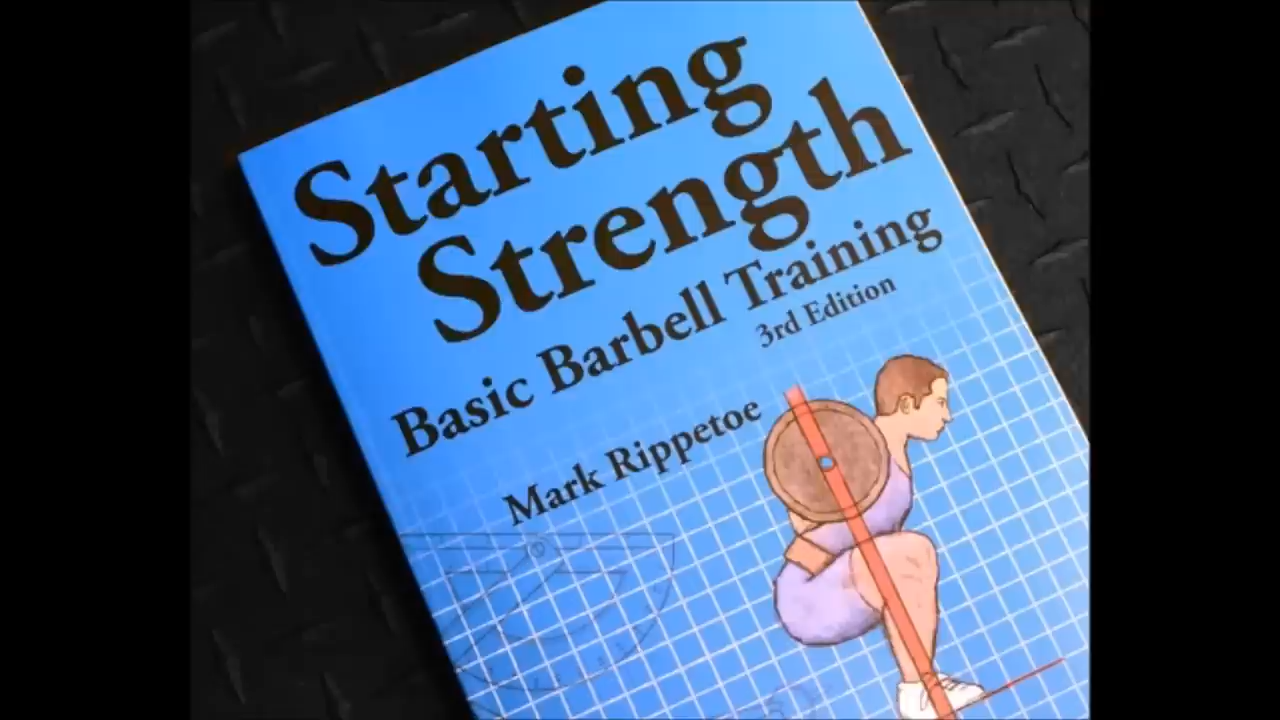 Starting
Strength
Basic Barbell Training
3rd Edition
Mark Rippetoe